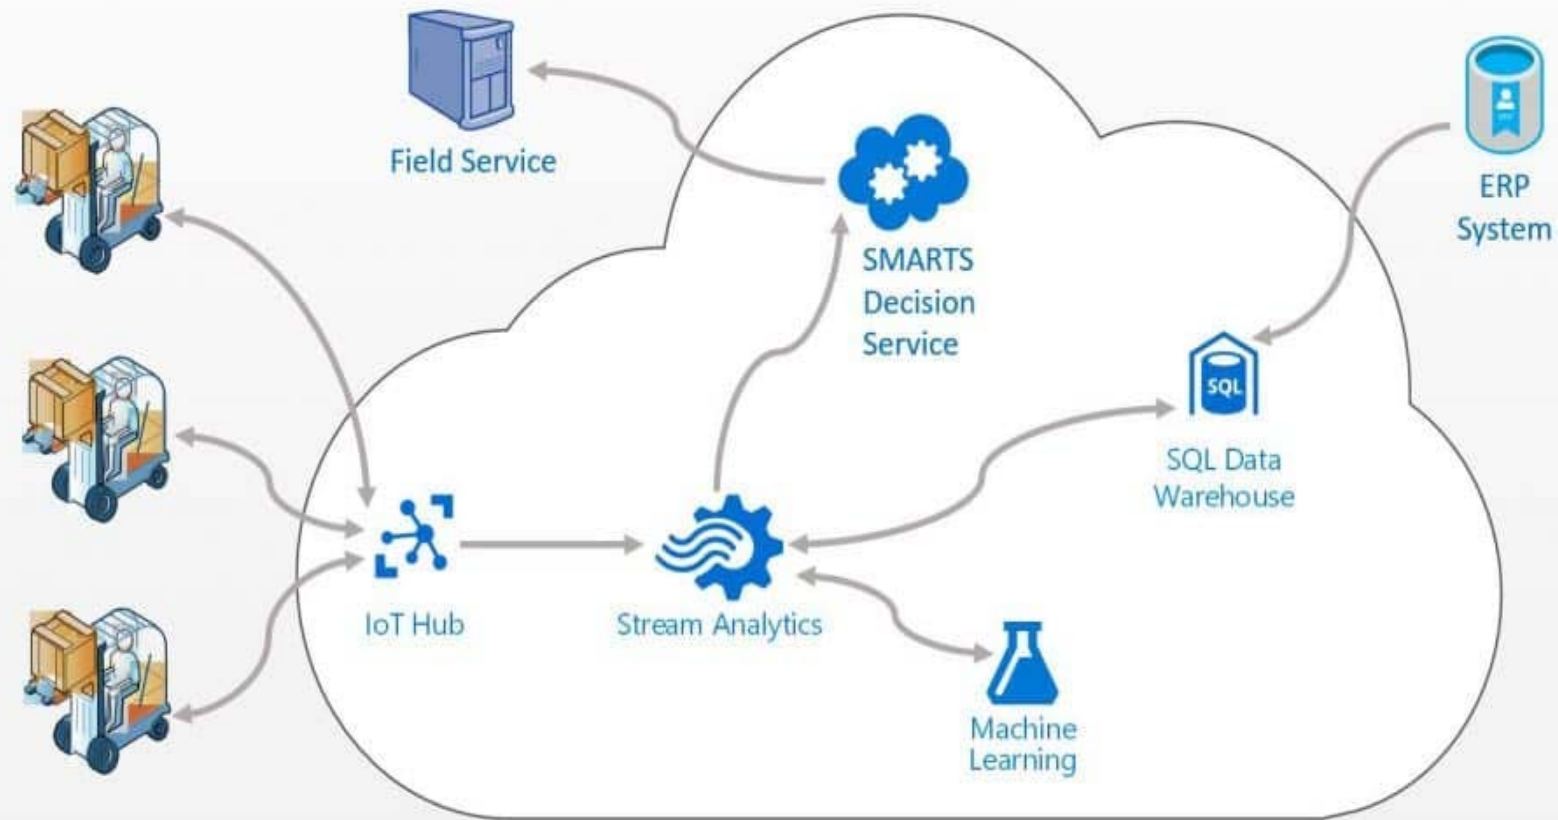 Field Service
SMARTS
Decision
Service
ERP
System
SQL
SQL Data
Warehouse
IoT Hub
Stream Analytics
Machine
Learning